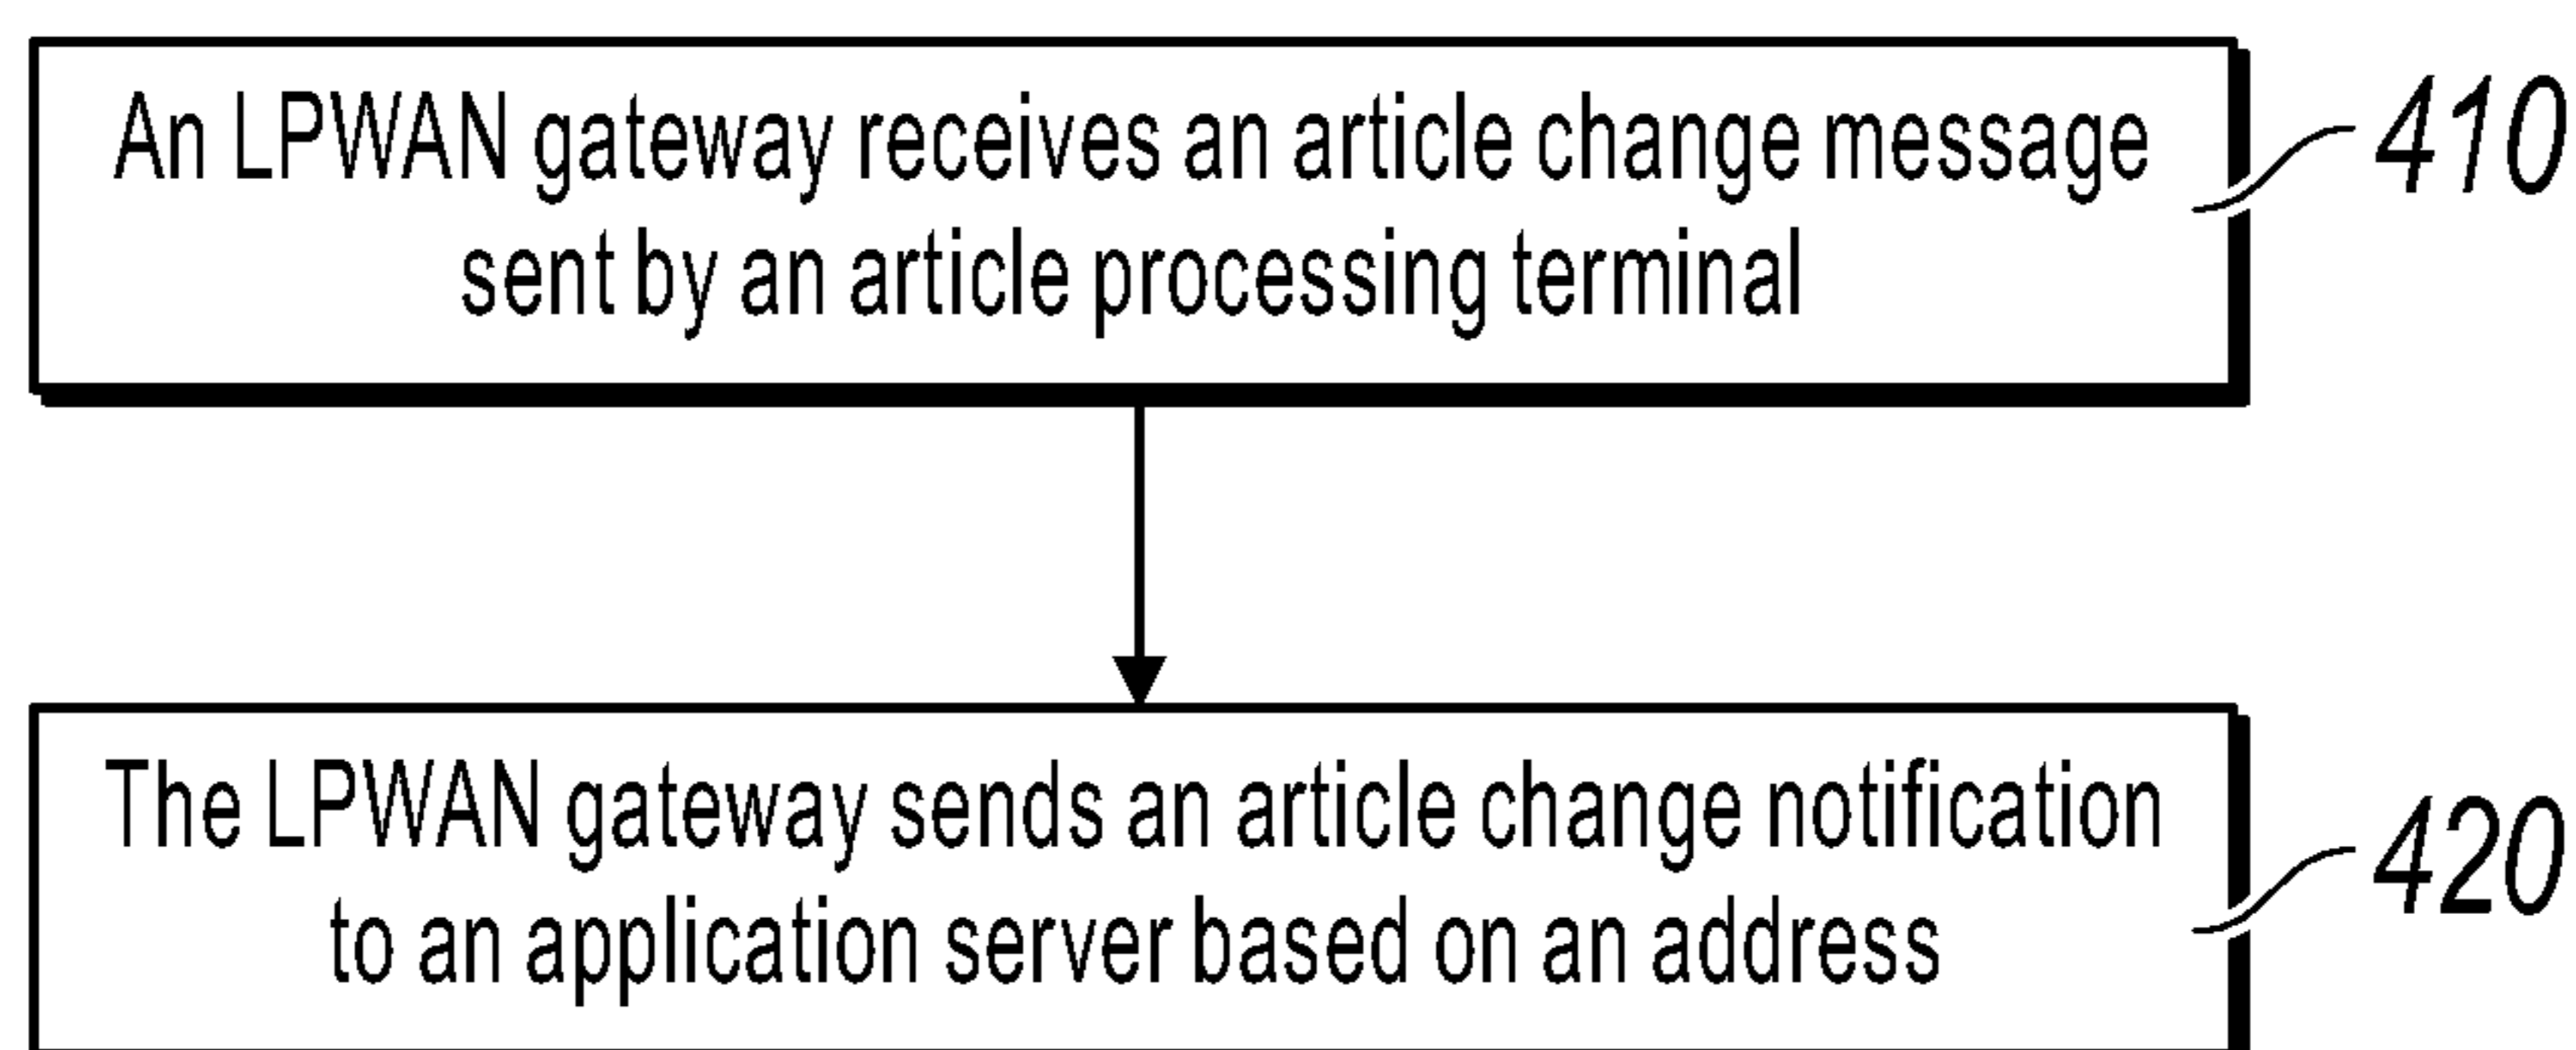 An LPWAN gateway receives an article change message
sent by an article processing terminal
410
The LPWAN gateway sends an article change notification
to an application server based on an address
420